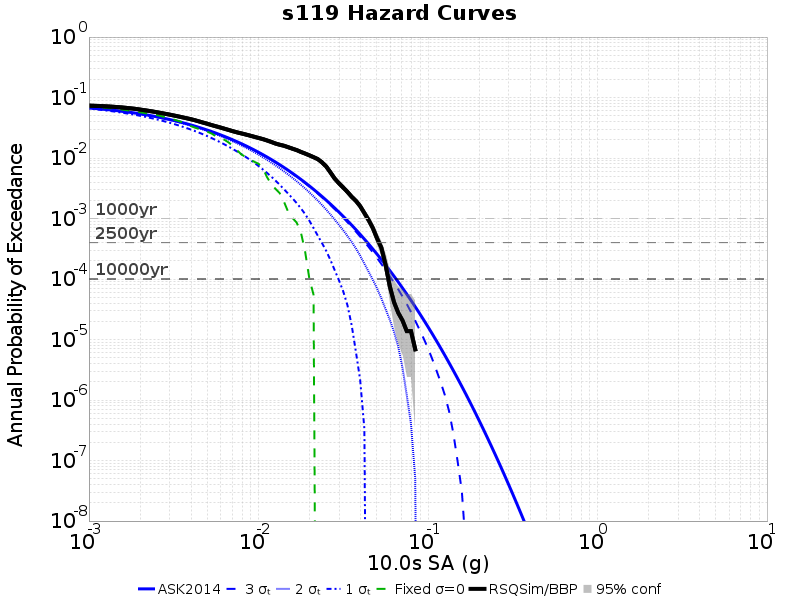 s119 Hazard Curves
Annual Probability of Exceedance
10^0
10^-1
10^-2
10^-3
10^-4
10^-5
10^-6
10^-7
10^-8
1000yr
2500yr
10000yr
10^-3 10^-2 10^-1 10^0 10^1
10.0s SA (g)
ASK2014 3 σₜ 2 σₜ 1 σₜ Fixed σ=0 RSQSim/BBP 95% conf